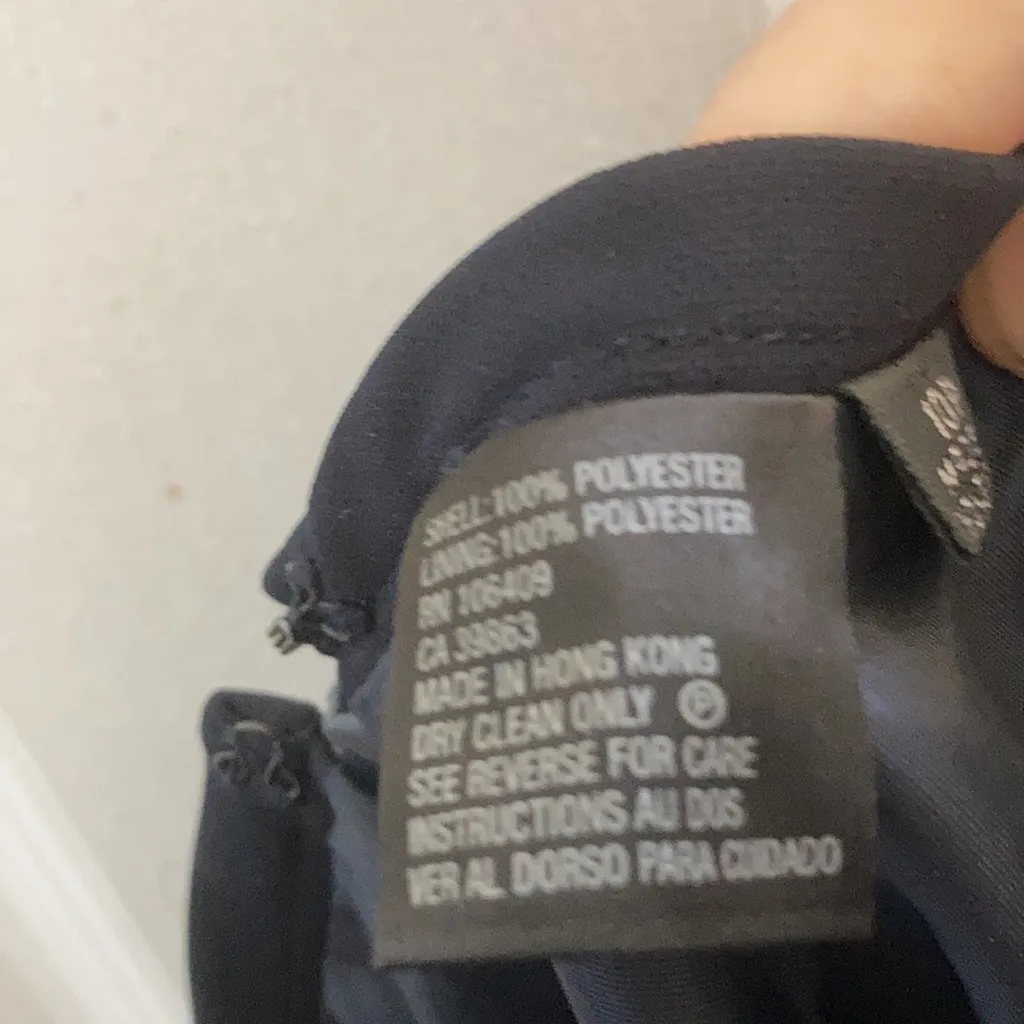 SHELL:100% POLYESTER
LINING:100% POLYESTER
RN 106409
CA 39863
MADE IN HONG KONG
DRY CLEAN ONLY Ⓟ
SEE REVERSE FOR CARE
INSTRUCTIONS AU DOS
VER AL DORSO PARA CUIDADO